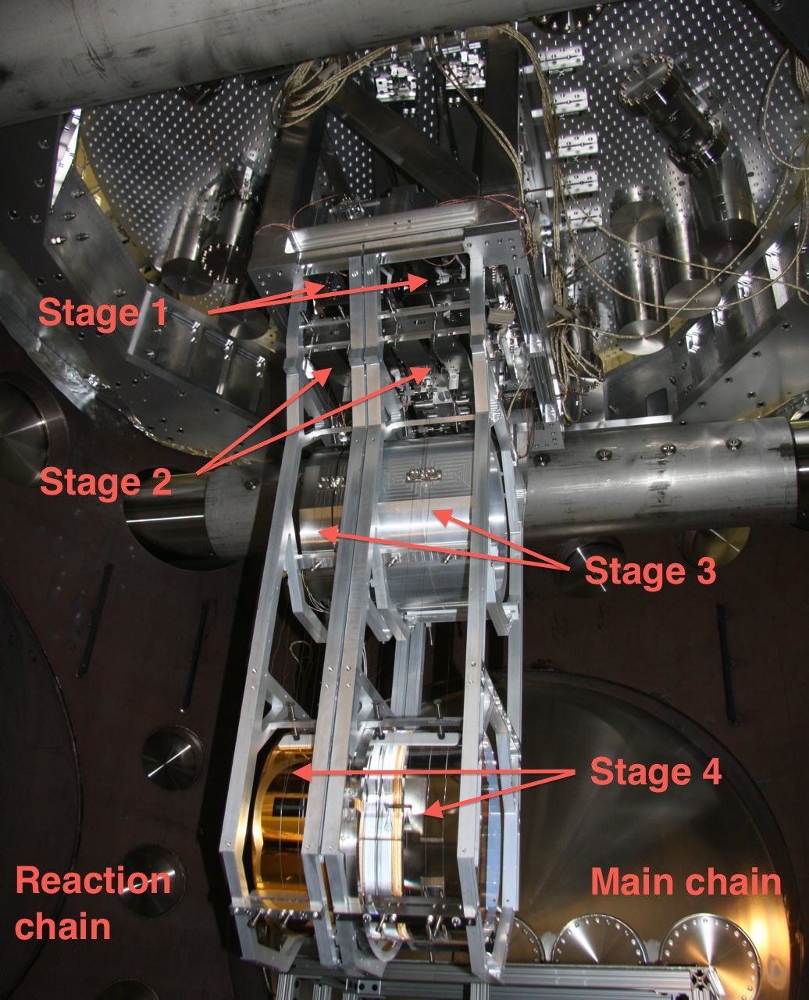 Stage 1
Stage 2
Stage 3
Stage 4
Reaction
chain
Main chain